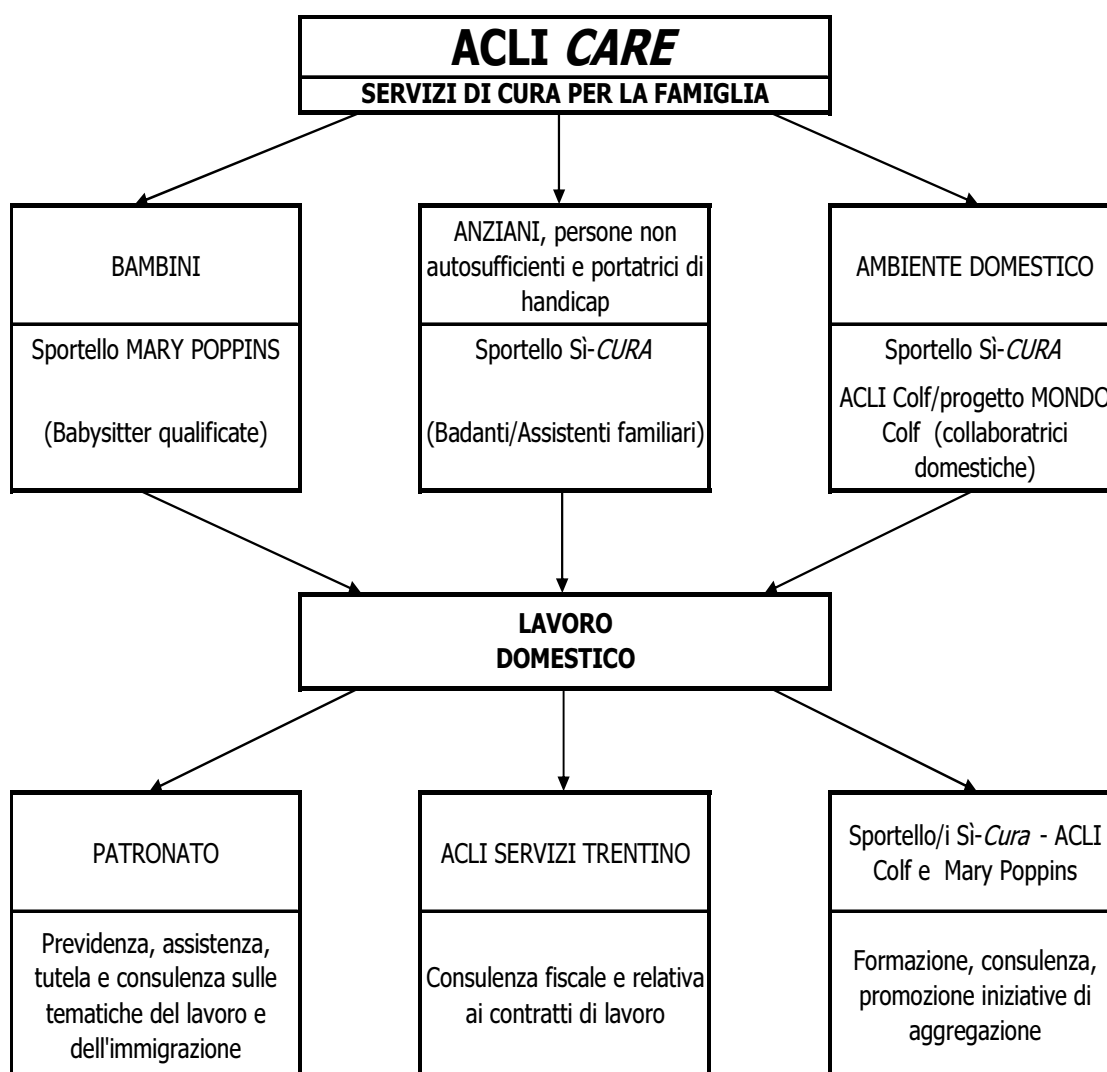 ACLI CARE
SERVIZI DI CURA PER LA FAMIGLIA
BAMBINI
Sportello MARY POPPINS
(Babysitter qualificate)
ANZIANI, persone non
autosufficienti e portatrici di
handicap
Sportello Sì-CURA
(Badanti/Assistenti familiari)
AMBIENTE DOMESTICO
Sportello Sì-CURA
ACLI Colf/progetto MONDO
Colf (collaboratrici
domestiche)
LAVORO
DOMESTICO
PATRONATO
Previdenza, assistenza,
tutela e consulenza sulle
tematiche del lavoro e
dell'immigrazione
ACLI SERVIZI TRENTINO
Consulenza fiscale e relativa
ai contratti di lavoro
Sportello/i Sì-Cura - ACLI
Colf e Mary Poppins
Formazione, consulenza,
promozione iniziative di
aggregazione